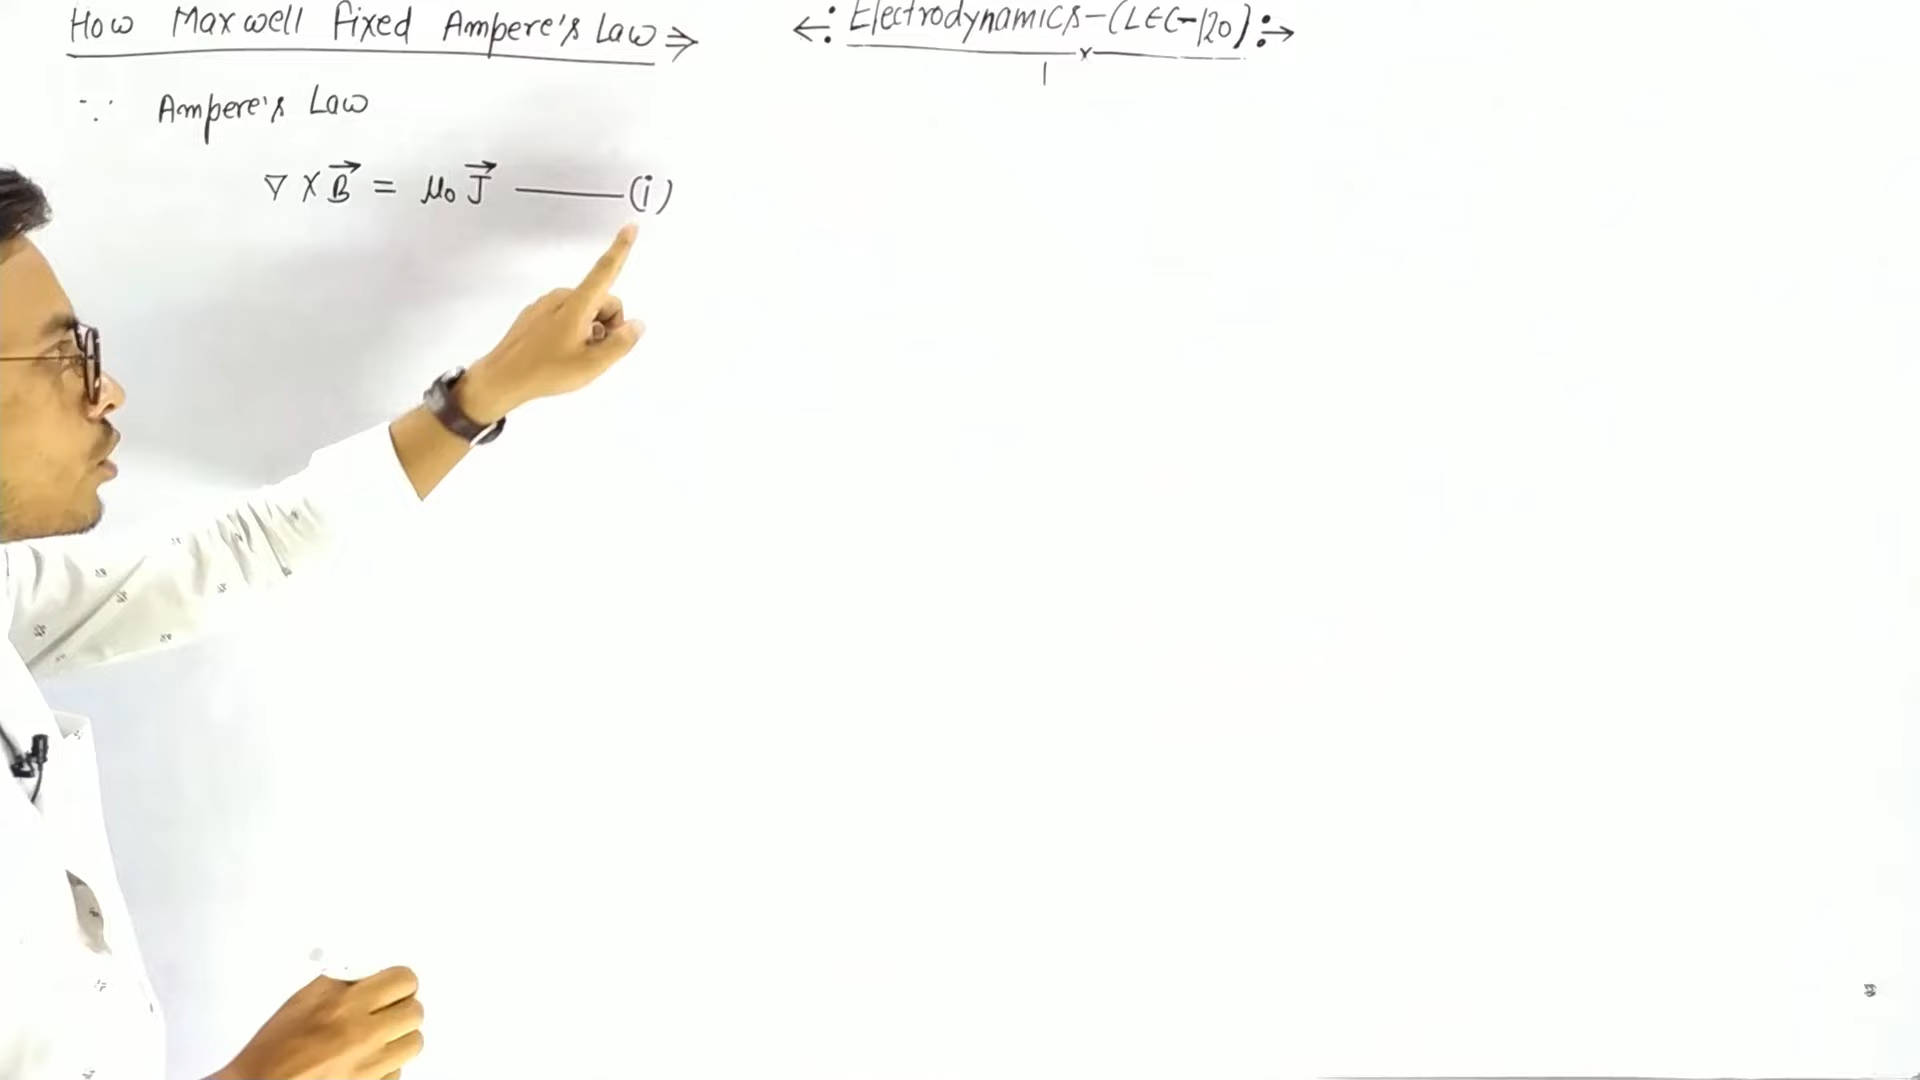 How Maxwell Fixed Ampere's Law ⇒
←: Electrodynamics-(LEC-120) :→
∵ Ampere's Law
∇ X B⃗ = μ₀ J⃗ ———(i)